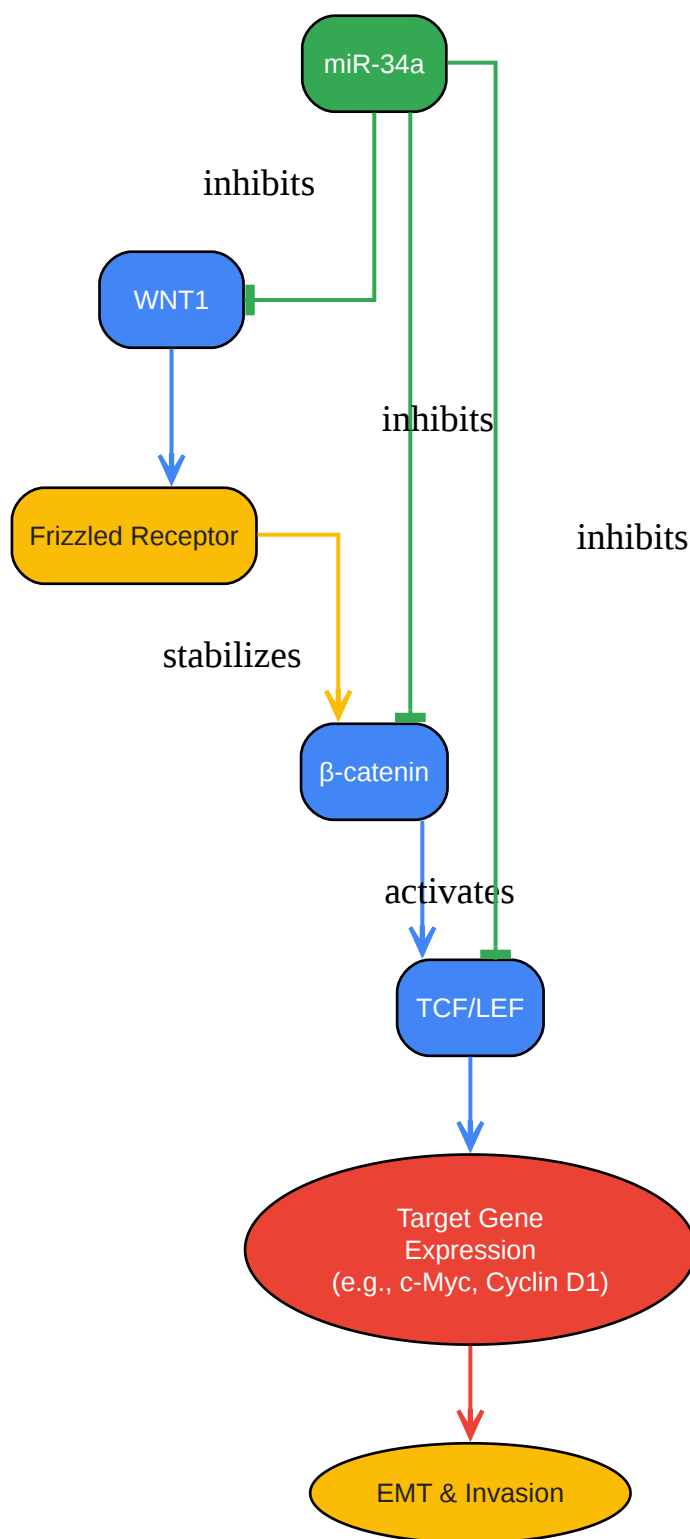 miR-34a
inhibits
WNT1
inhibits
Frizzled Receptor
inhibits
stabilizes
β-catenin
activates
TCF/LEF
Target Gene
Expression
(e.g., c-Myc, Cyclin D1)
EMT & Invasion